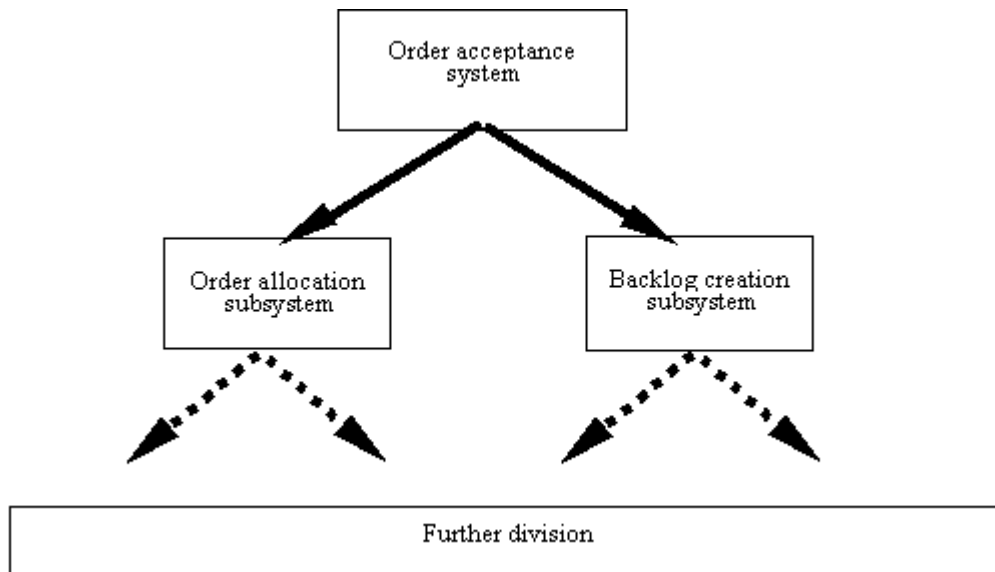 Order acceptance
system
Order allocation
subsystem
Backlog creation
subsystem
Further division